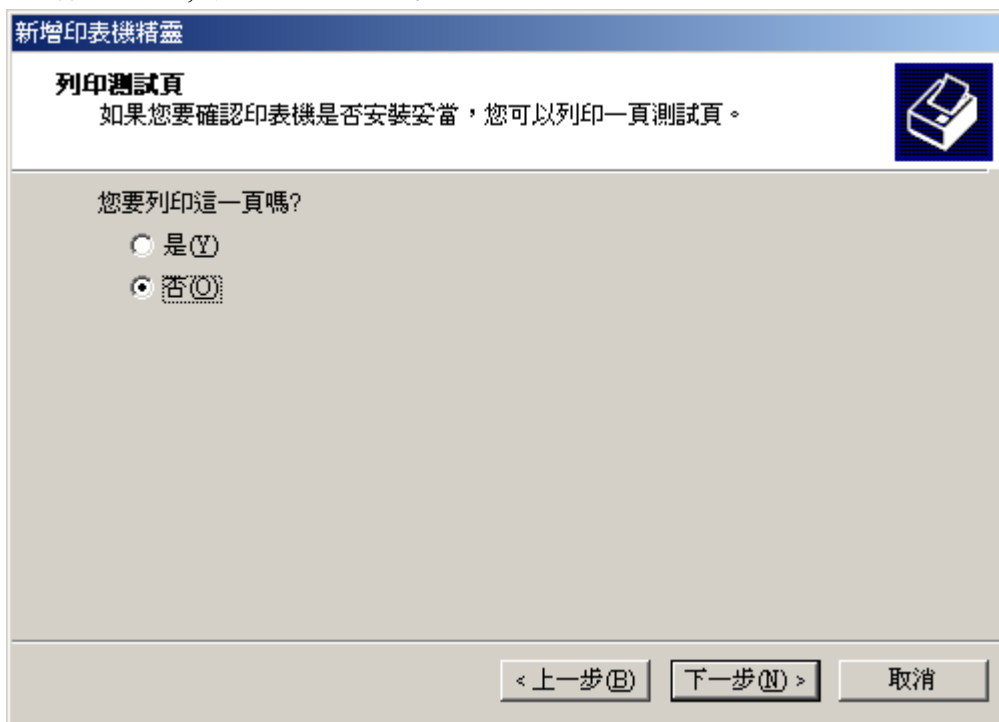 新增印表機精靈
列印測試頁
如果您要確認印表機是否安裝妥當，您可以列印一頁測試頁。
您要列印這一頁嗎?
是(Y)
否(O)
<上一步(B) 下一步(N)> 取消